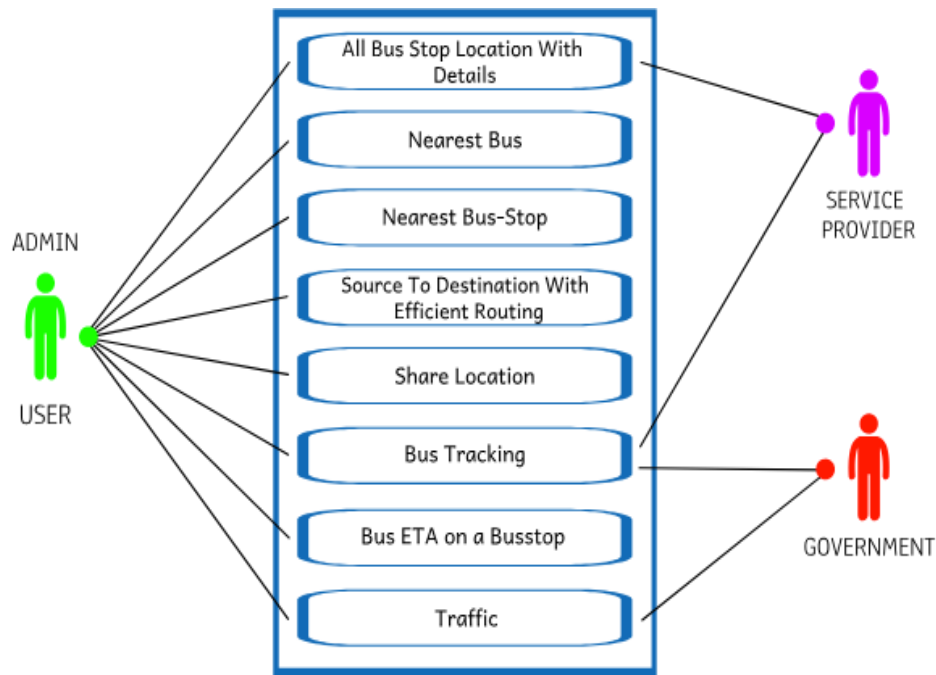 All Bus Stop Location With
Details
Nearest Bus
Nearest Bus-Stop
Source To Destination With
Efficient Routing
Share Location
Bus Tracking
Bus ETA on a Busstop
Traffic
ADMIN
USER
SERVICE
PROVIDER
GOVERNMENT